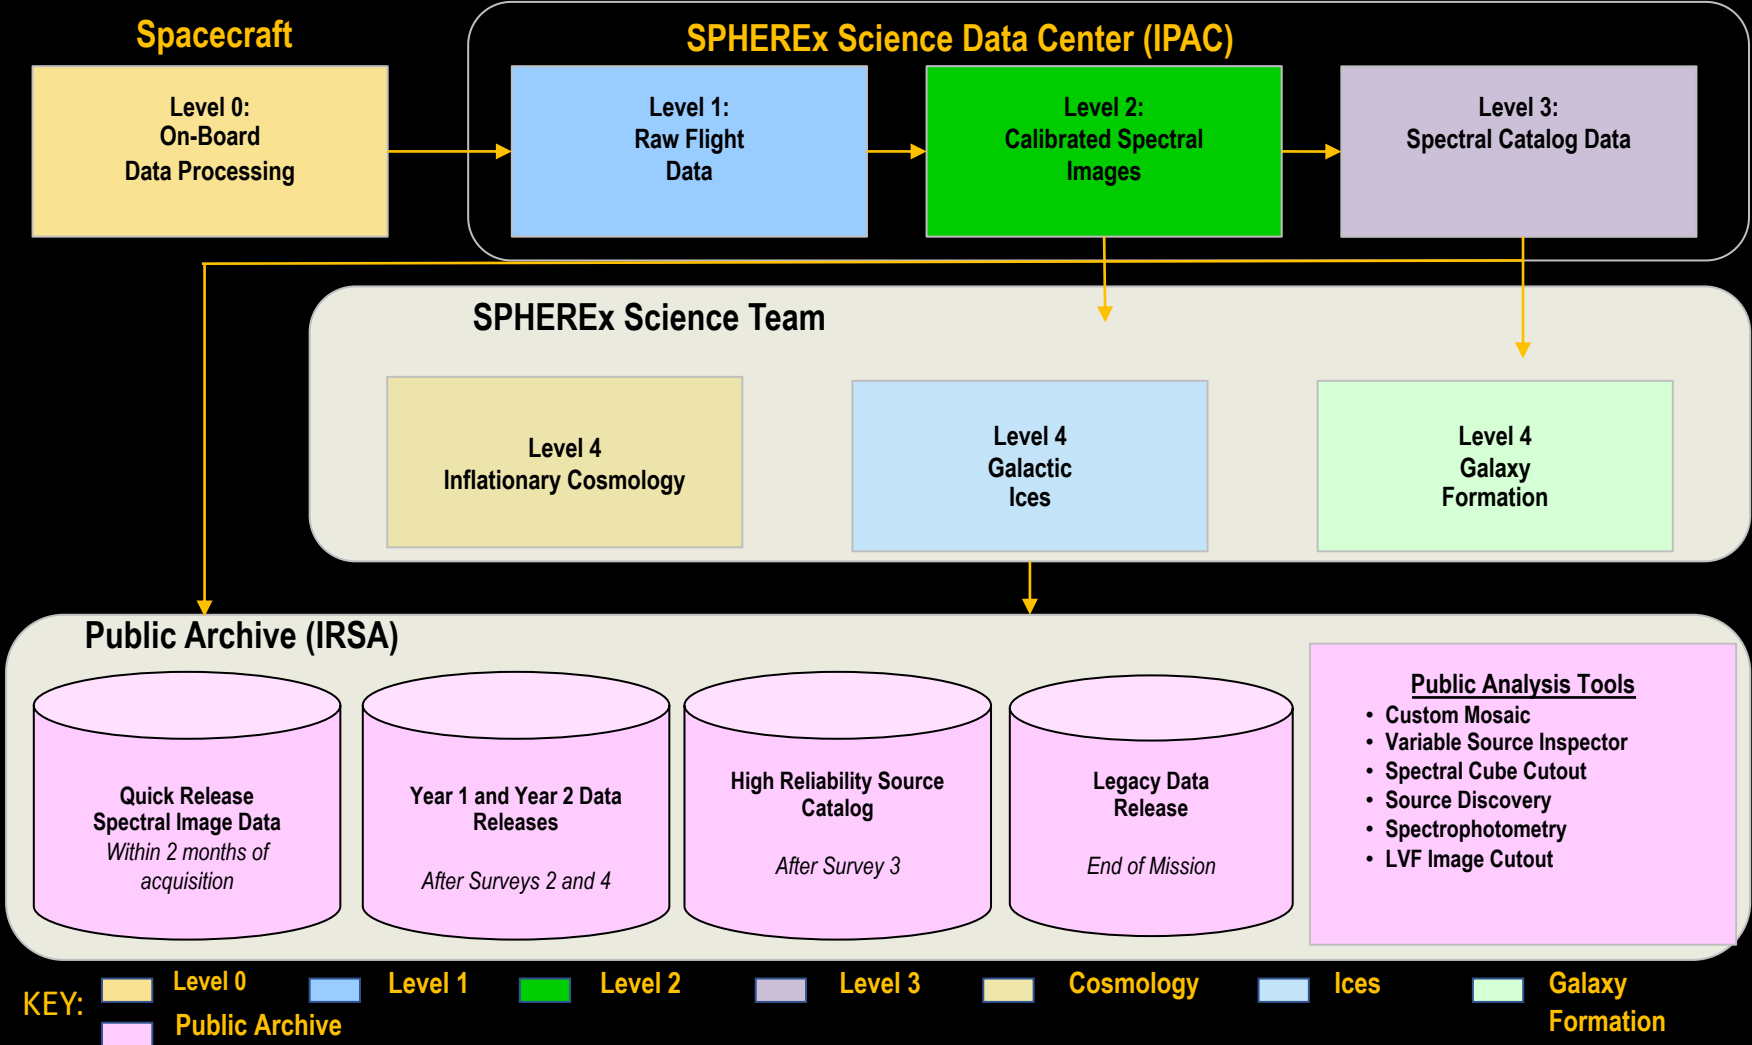 Spacecraft
SPHEREx Science Data Center (IPAC)
Level 0:
On-Board
Data Processing
Level 1:
Raw Flight
Data
Level 2:
Calibrated Spectral
Images
Level 3:
Spectral Catalog Data
SPHEREx Science Team
Level 4
Inflationary Cosmology
Level 4
Galactic
Ices
Level 4
Galaxy
Formation
Public Archive (IRSA)
Quick Release
Spectral Image Data
Within 2 months of
acquisition
Year 1 and Year 2 Data
Releases
After Surveys 2 and 4
High Reliability Source
Catalog
After Survey 3
Legacy Data
Release
End of Mission
Public Analysis Tools
• Custom Mosaic
• Variable Source Inspector
• Spectral Cube Cutout
• Source Discovery
• Spectrophotometry
• LVF Image Cutout
KEY:
Level 0
Level 1
Level 2
Level 3
Cosmology
Ices
Galaxy
Formation
Public Archive